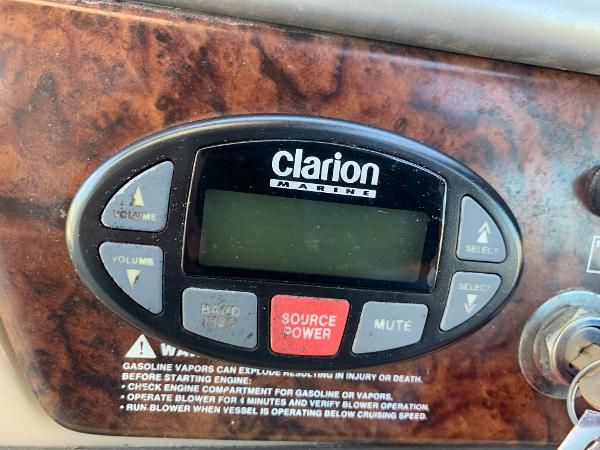 clarion
MARINE
VOLUME
VOLUME
SELECT
SELECT
BAND
SOURCE
POWER
MUTE
GASOLINE VAPORS CAN EXPLODE RESULTING IN INJURY OR DEATH.
BEFORE STARTING ENGINE:
• CHECK ENGINE COMPARTMENT FOR GASOLINE OR VAPORS.
• OPERATE BLOWER FOR 4 MINUTES AND VERIFY BLOWER OPERATION.
• RUN BLOWER WHEN VESSEL IS OPERATING BELOW CRUISING SPEED.